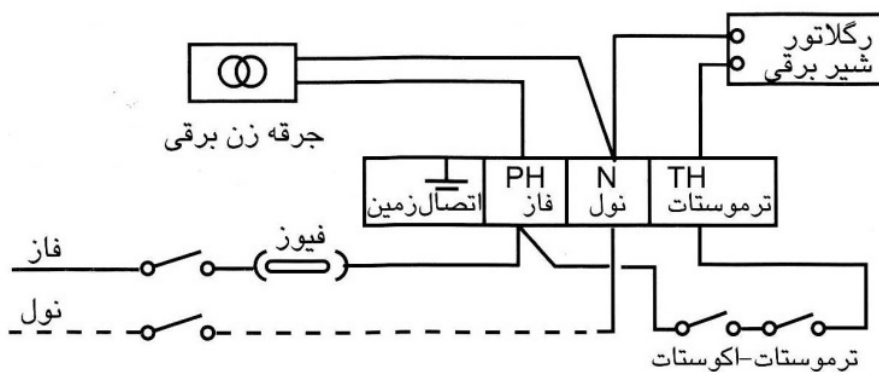 رگلاتور
شیر برقی
جرقه زن برقی
PH
N
TH
اتصال زمین
فاز
نول
ترموستات
فیوز
فاز
نول
ترموستات-اکوستات